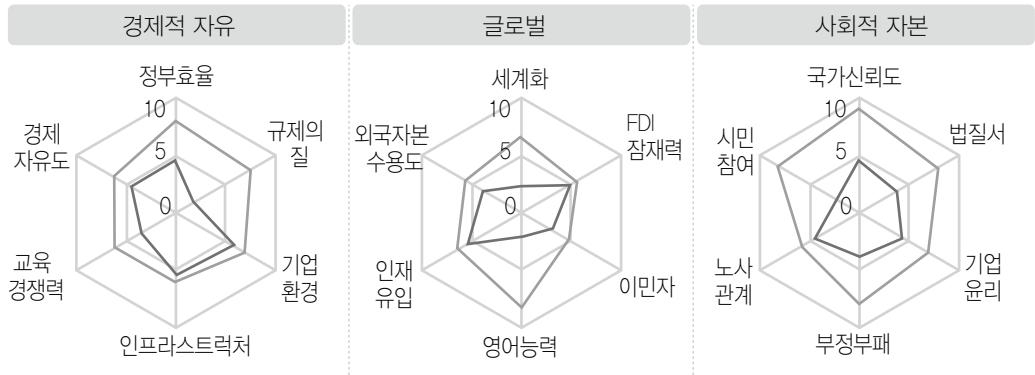 경제적 자유
정부효율
규제의
질
기업
환경
인프라스트럭처
교육
경쟁력
경제
자유도
10
5
0
글로벌
세계화
FDI
잠재력
이민자
영어능력
인재
유입
외국자본
수용도
10
5
0
사회적 자본
국가신뢰도
법질서
기업
윤리
부정부패
노사
관계
시민
참여
10
5
0